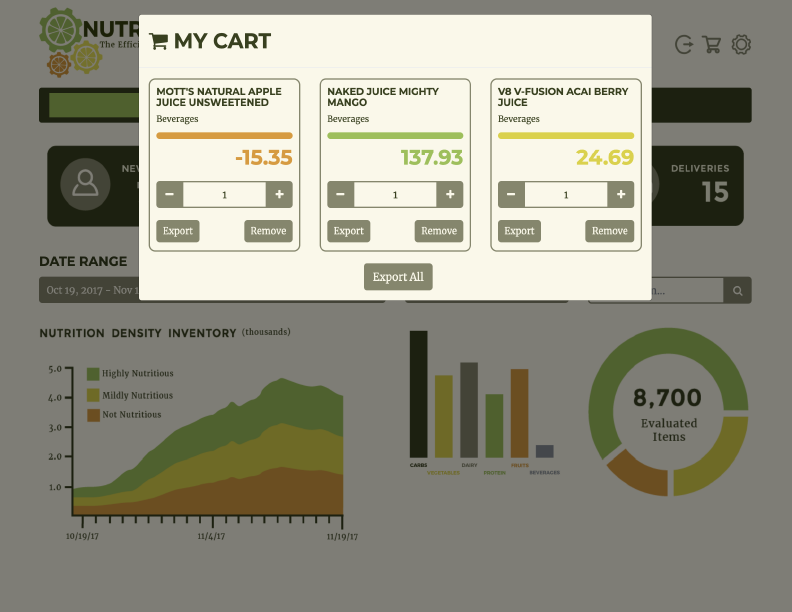 NUTR
The Effici
MY CART
MOTT'S NATURAL APPLE
JUICE UNSWEETENED
Beverages
-15.35
− 1 +
Export Remove
NAKED JUICE MIGHTY
MANGO
Beverages
137.93
− 1 +
Export Remove
V8 V-FUSION ACAI BERRY
JUICE
Beverages
24.69
− 1 +
Export Remove
Export All
NEW
DELIVERIES
15
DATE RANGE
Oct 19, 2017 - Nov 1
NUTRITION DENSITY INVENTORY (thousands)
5.0
4.0
3.0
2.0
1.0
Highly Nutritious
Mildly Nutritious
Not Nutritious
10/19/17 11/4/17 11/19/17
CARBS
VEGETABLES
DAIRY
PROTEIN
FRUITS
BEVERAGES
8,700
Evaluated
Items